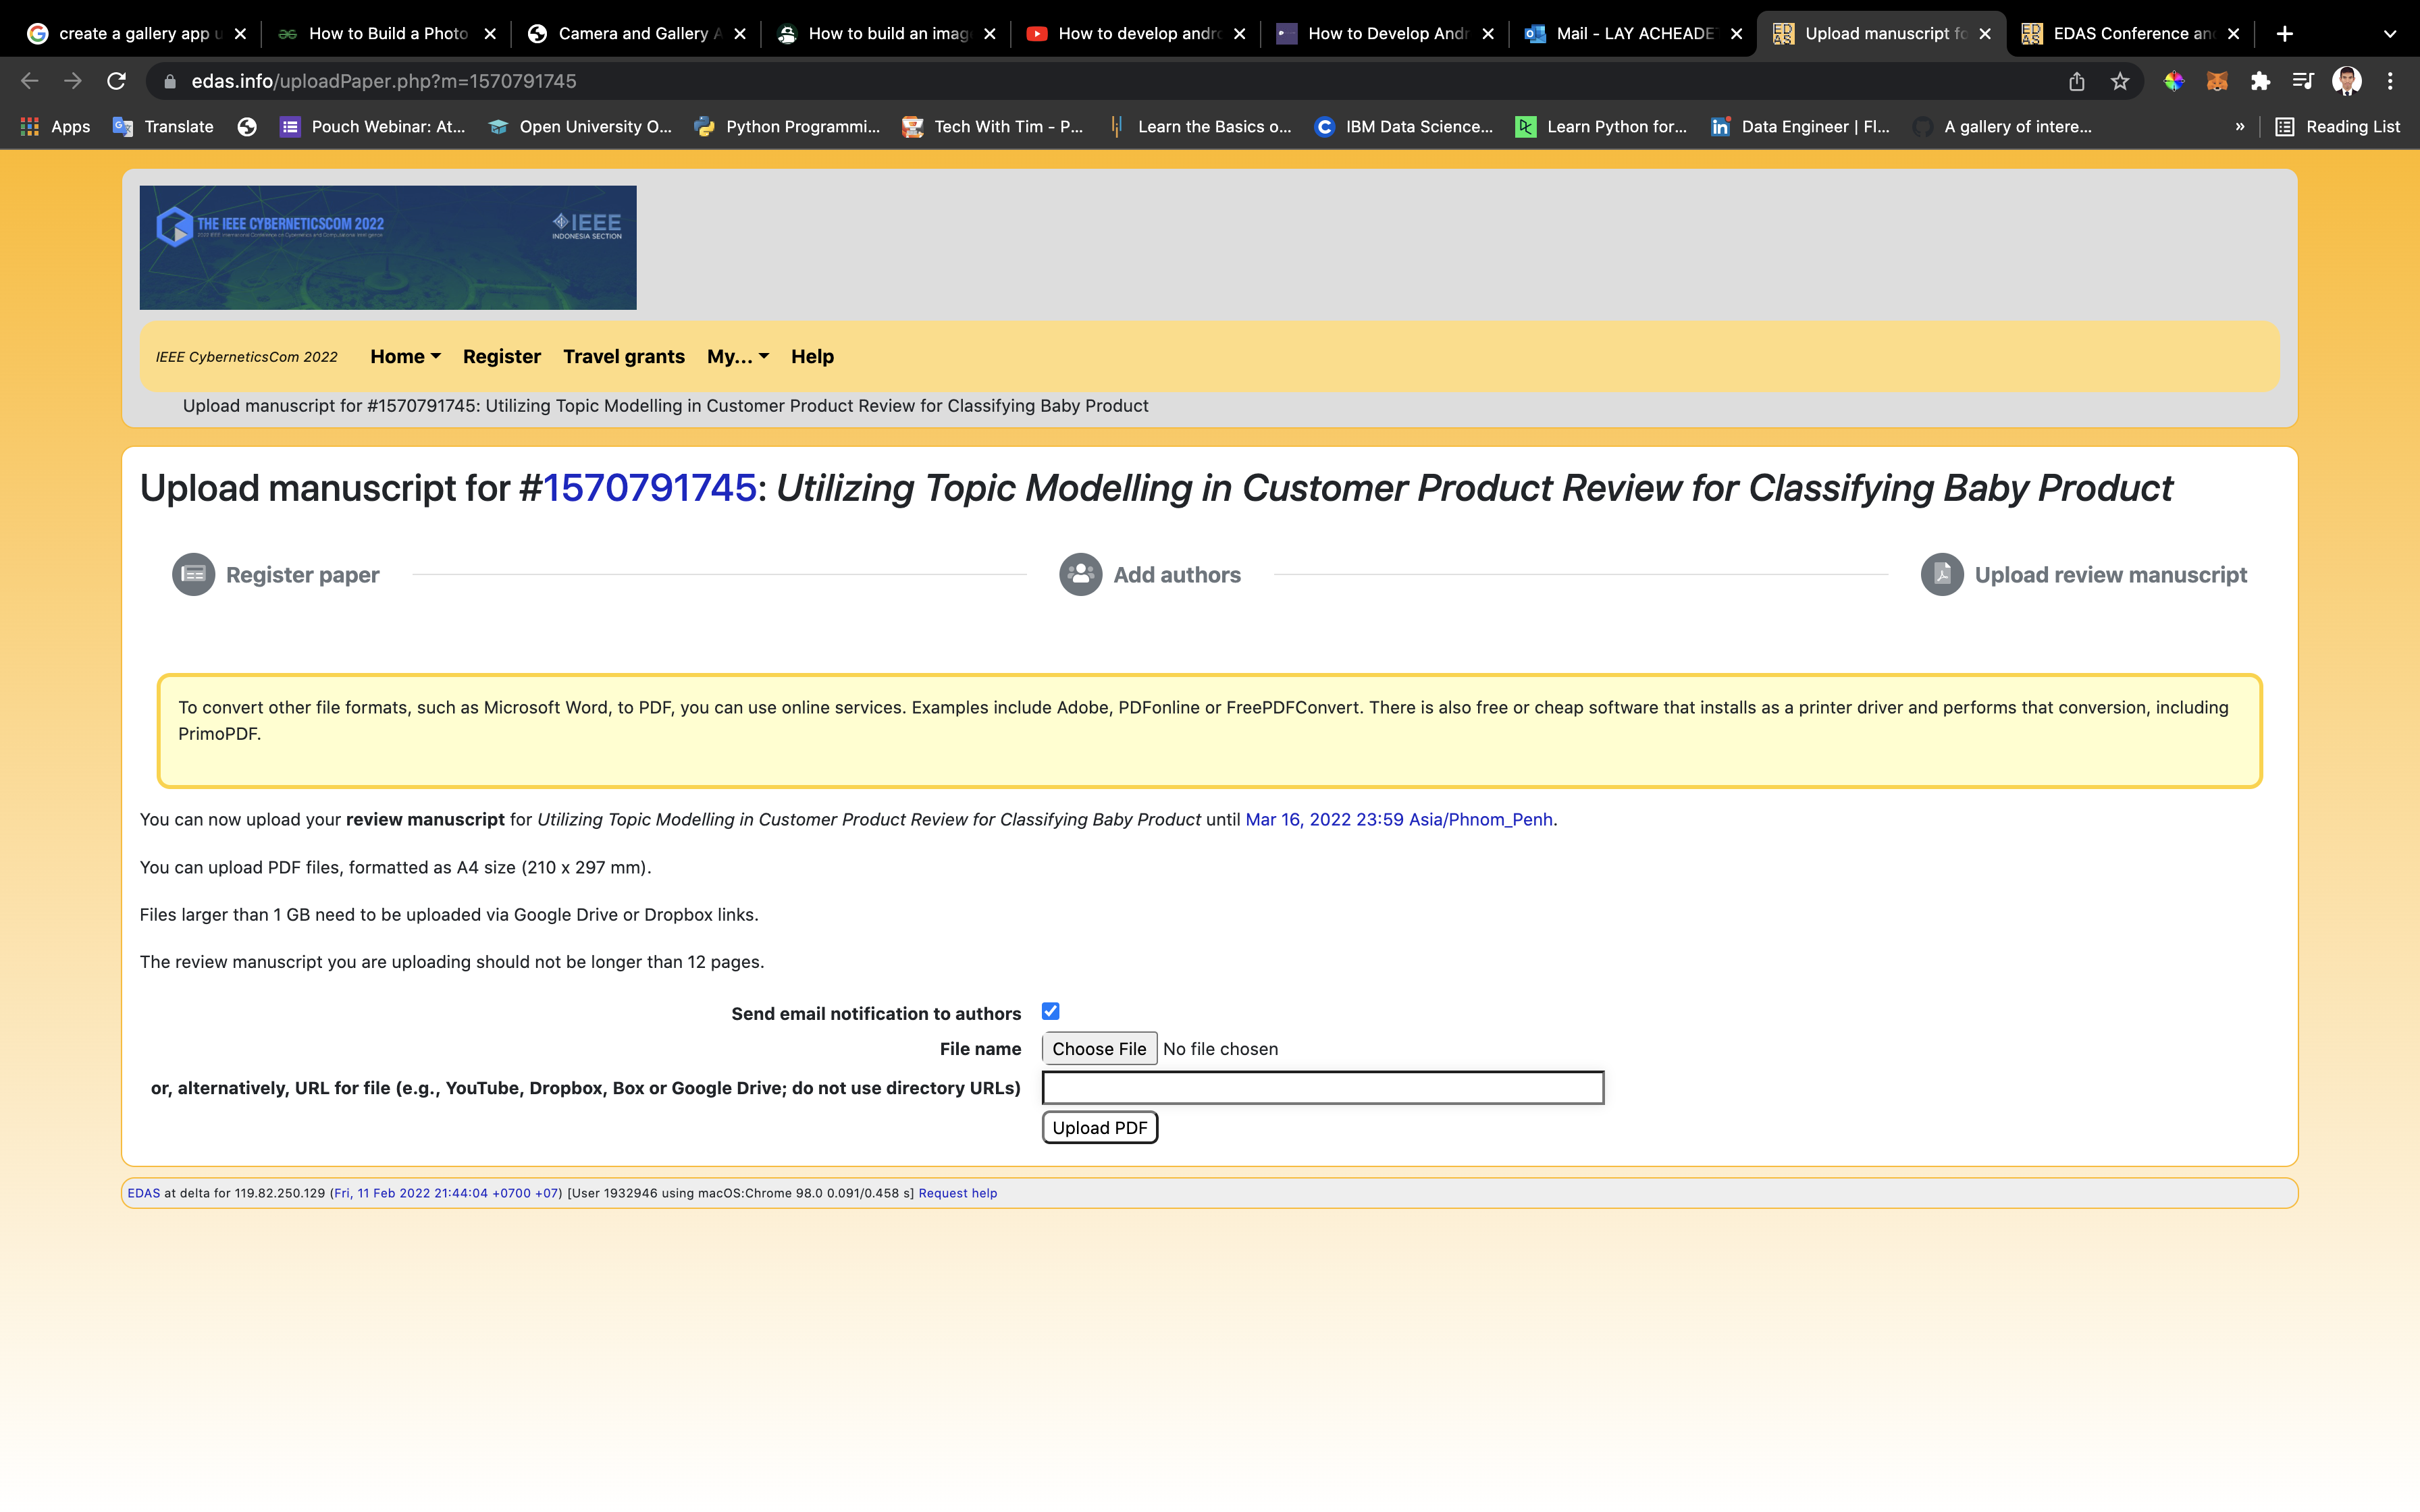 create a gallery app u
How to Build a Photo
Camera and Gallery A
How to build an imag
How to develop andro
How to Develop Andr
Mail - LAY ACHEADE
Upload manuscript fo
EDAS Conference an
edas.info/uploadPaper.php?m=1570791745
Apps
Translate
Pouch Webinar: At...
Open University O...
Python Programmi...
Tech With Tim - P...
Learn the Basics o...
IBM Data Science...
Learn Python for...
Data Engineer | Fl...
A gallery of intere...
»
Reading List
THE IEEE CYBERNETICSCOM 2022
IEEE
INDONESIA SECTION
IEEE CyberneticsCom 2022 Home Register Travel grants My... Help
Upload manuscript for #1570791745: Utilizing Topic Modelling in Customer Product Review for Classifying Baby Product
Upload manuscript for #1570791745: Utilizing Topic Modelling in Customer Product Review for Classifying Baby Product
Register paper
Add authors
Upload review manuscript
To convert other file formats, such as Microsoft Word, to PDF, you can use online services. Examples include Adobe, PDFonline or FreePDFConvert. There is also free or cheap software that installs as a printer driver and performs that conversion, including
PrimoPDF.
You can now upload your review manuscript for Utilizing Topic Modelling in Customer Product Review for Classifying Baby Product until Mar 16, 2022 23:59 Asia/Phnom_Penh.
You can upload PDF files, formatted as A4 size (210 x 297 mm).
Files larger than 1 GB need to be uploaded via Google Drive or Dropbox links.
The review manuscript you are uploading should not be longer than 12 pages.
Send email notification to authors
File name Choose File No file chosen
or, alternatively, URL for file (e.g., YouTube, Dropbox, Box or Google Drive; do not use directory URLs)
Upload PDF
EDAS at delta for 119.82.250.129 (Fri, 11 Feb 2022 21:44:04 +0700 +07) [User 1932946 using macOS:Chrome 98.0 0.091/0.458 s] Request help